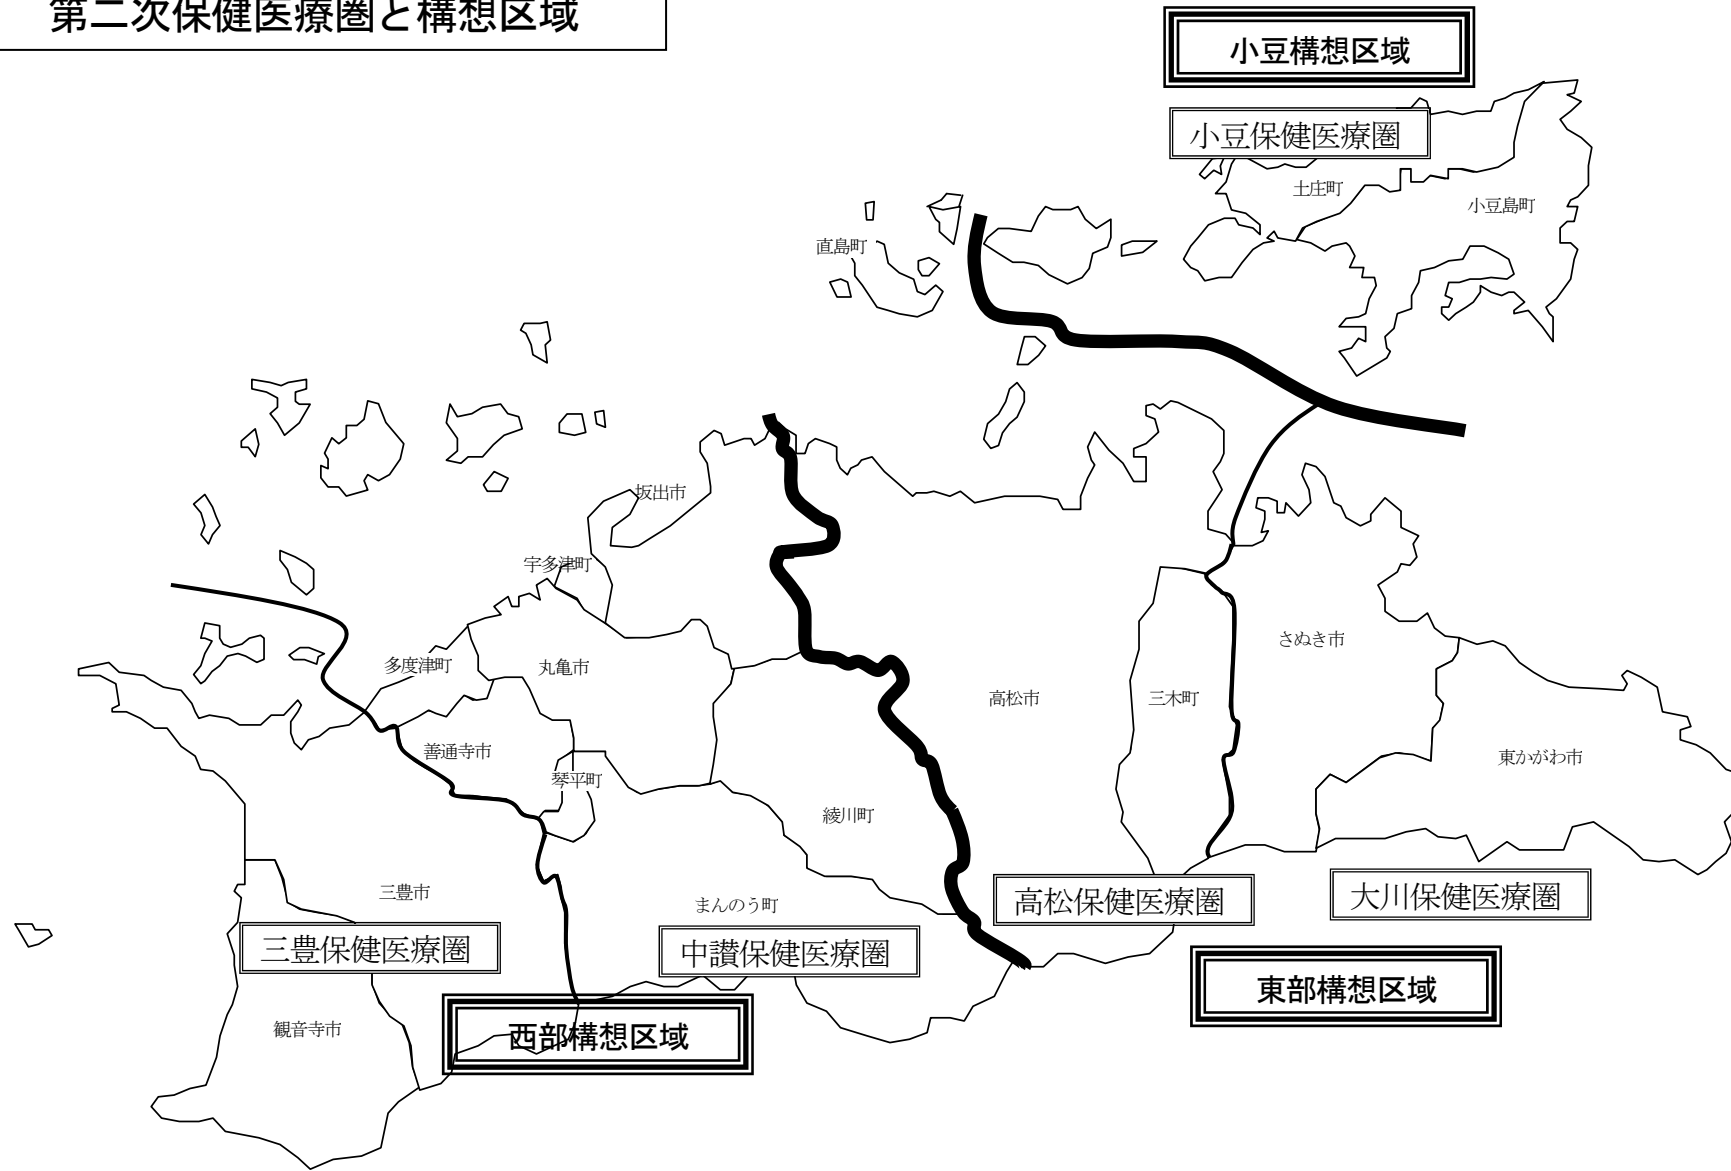 第二次保健医療圏と構想区域
小豆構想区域
小豆保健医療圏
土庄町
小豆島町
直島町
坂出市
宇多津町
さぬき市
多度津町
丸亀市
高松市
三木町
善通寺市
東かがわ市
琴平町
綾川町
三豊市
まんのう町
高松保健医療圏
大川保健医療圏
三豊保健医療圏
中讃保健医療圏
東部構想区域
観音寺市
西部構想区域